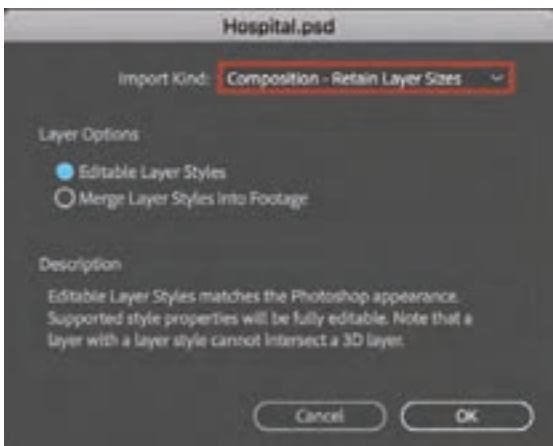 Hospital.psd
Import Kind: Composition - Retain Layer Sizes
Layer Options
Editable Layer Styles
Merge Layer Styles into Footage
Description
Editable Layer Styles matches the Photoshop appearance.
Supported style properties will be fully editable. Note that a
layer with a layer style cannot intersect a 3D layer.
Cancel OK